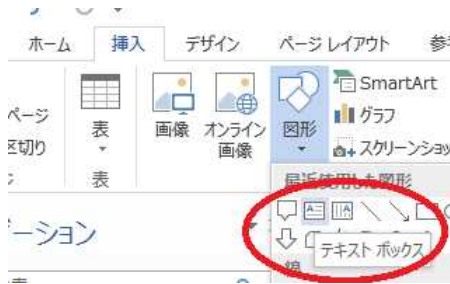 ホーム 挿入 デザイン ページ レイアウト
SmartArt
ページ
グラフ
表 画像 オンライン 図形
区切り
画像
スクリーンショッ
表
最近使用した図形
ーション
テキスト ボックス
線